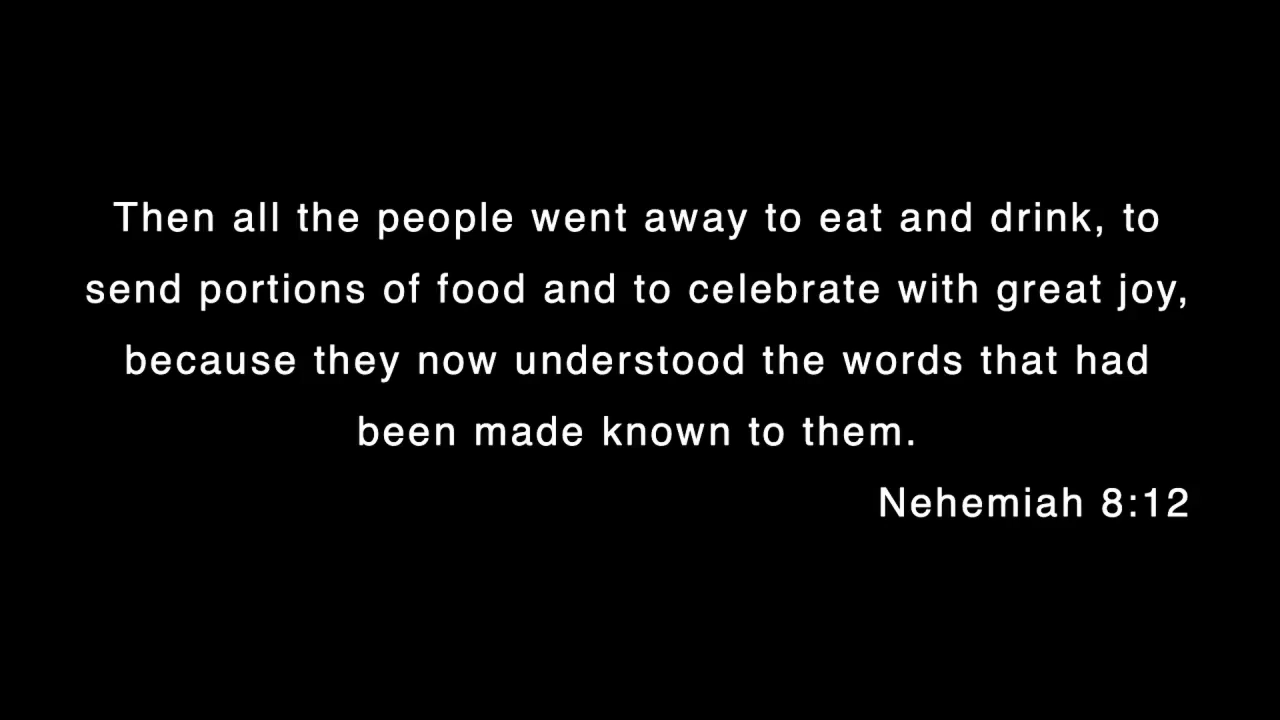 Then all the people went away to eat and drink, to
send portions of food and to celebrate with great joy,
because they now understood the words that had
been made known to them.
Nehemiah 8:12